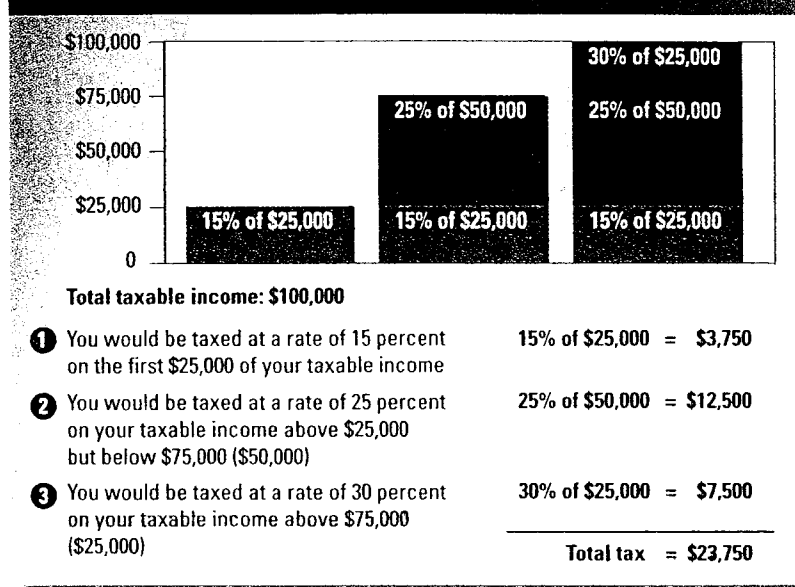 $100,000
30% of $25,000
$75,000
25% of $50,000 25% of $50,000
$50,000
$25,000
15% of $25,000 15% of $25,000 15% of $25,000
0
Total taxable income: $100,000
1 You would be taxed at a rate of 15 percent 15% of $25,000 = $3,750
on the first $25,000 of your taxable income
2 You would be taxed at a rate of 25 percent 25% of $50,000 = $12,500
on your taxable income above $25,000
but below $75,000 ($50,000)
3 You would be taxed at a rate of 30 percent 30% of $25,000 = $7,500
on your taxable income above $75,000
($25,000)
Total tax = $23,750